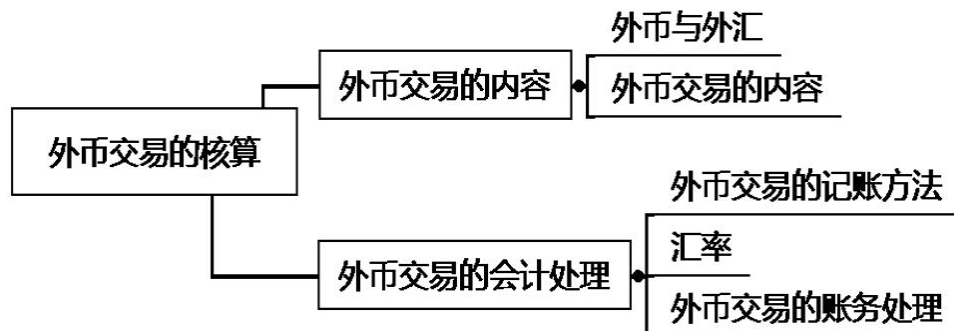 外币交易的核算
外币交易的内容
外币与外汇
外币交易的内容
外币交易的会计处理
外币交易的记账方法
汇率
外币交易的账务处理